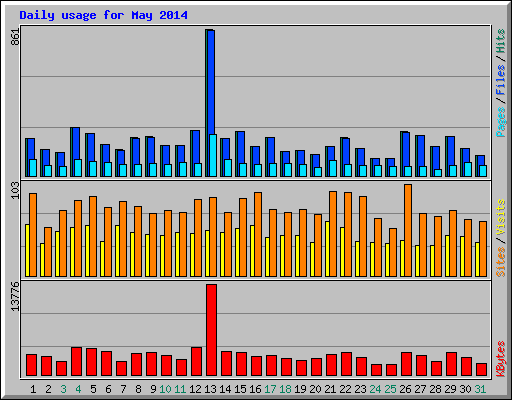 Daily usage for May 2014
861
Pages / Files / Hits
103
Sites / Visits
13776
KBytes
1 2 3 4 5 6 7 8 9 10 11 12 13 14 15 16 17 18 19 20 21 22 23 24 25 26 27 28 29 30 31